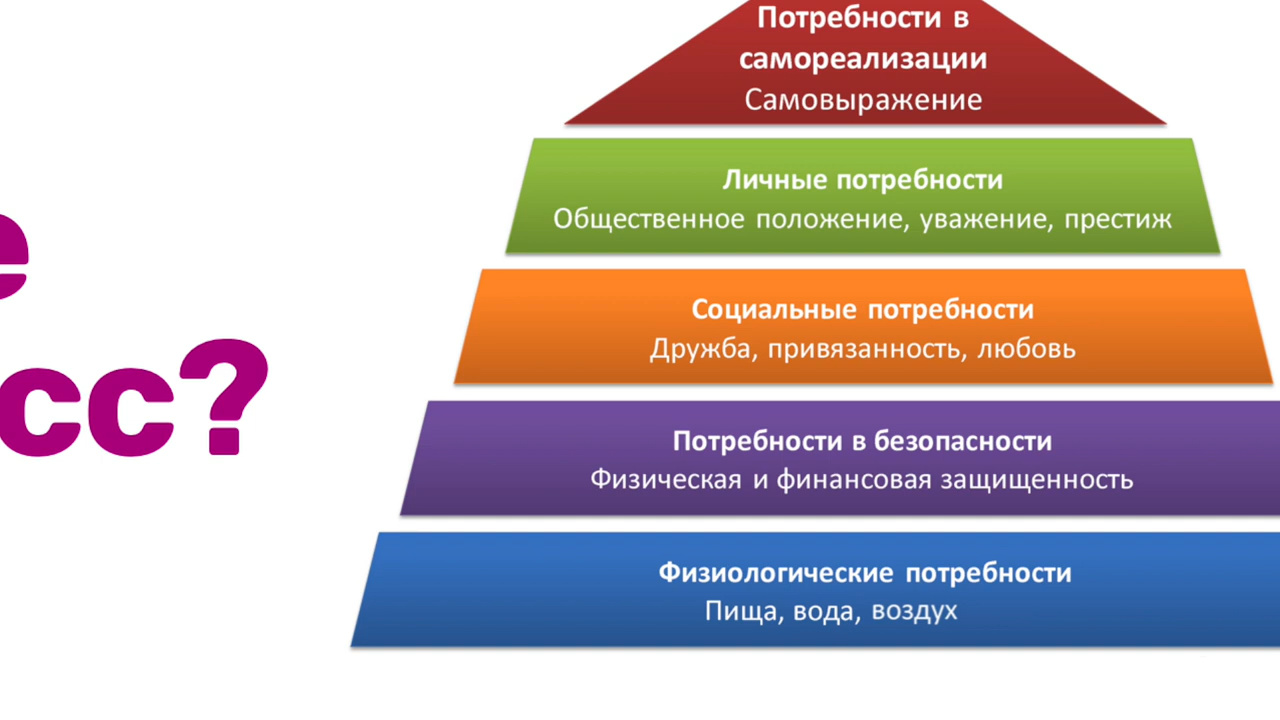 е
сс?
Потребности в
самореализации
Самовыражение
Личные потребности
Общественное положение, уважение, престиж
Социальные потребности
Дружба, привязанность, любовь
Потребности в безопасности
Физическая и финансовая защищенность
Физиологические потребности
Пища, вода, воздух